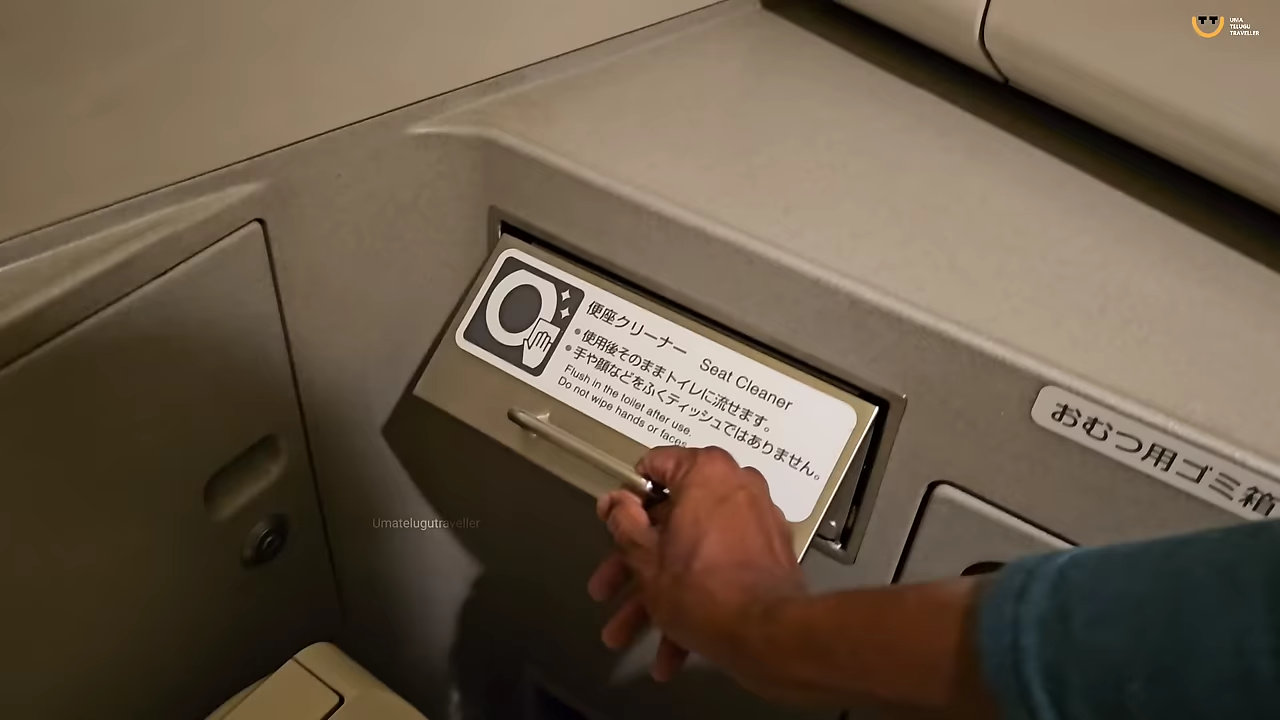 UMA
TELUGU
TRAVELLER
便座クリーナー Seat Cleaner
●使用後そのままトイレに流せます。
●手や顔などをふくティッシュではありません。
Flush in the toilet after use.
Do not wipe hands or faces
おむつ用ゴミ箱
Umatelugutraveller